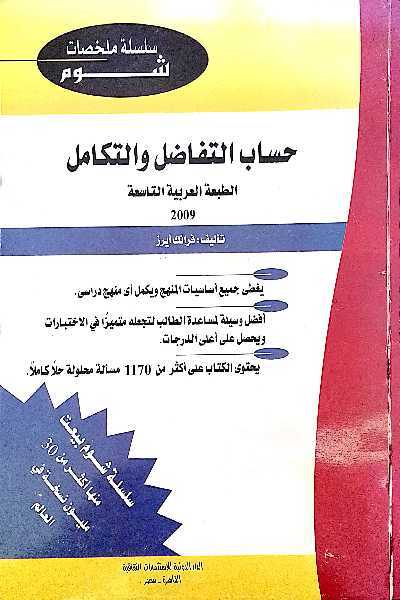 سلسلة ملخصات
شوم
حساب التفاضل والتكامل
الطبعة العربية التاسعة
2009
تأليف: فرانك أيرز
يغطى جميع أساسيات المنهج ويكمل أى منهج دراسى.
أفضل وسيلة لمساعدة الطالب لتجعله متميزًا في الاختبارات
ويحصل على أعلى الدرجات.
يحتوى الكتاب على أكثر من 1170 مسألة محلولة حلاً كاملاً.
سلسلة شوم بيعت
منها أكثر من 30
مليون نسخة في
العالم
الدار الدولية للاستثمارات الثقافية
القاهرة - مصر